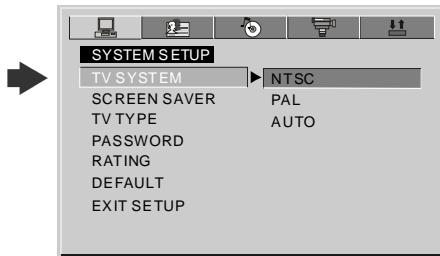 SYSTEM SETUP
TV SYSTEM NTSC
SCREEN SAVER PAL
TV TYPE AUTO
PASSWORD
RATING
DEFAULT
EXIT SETUP